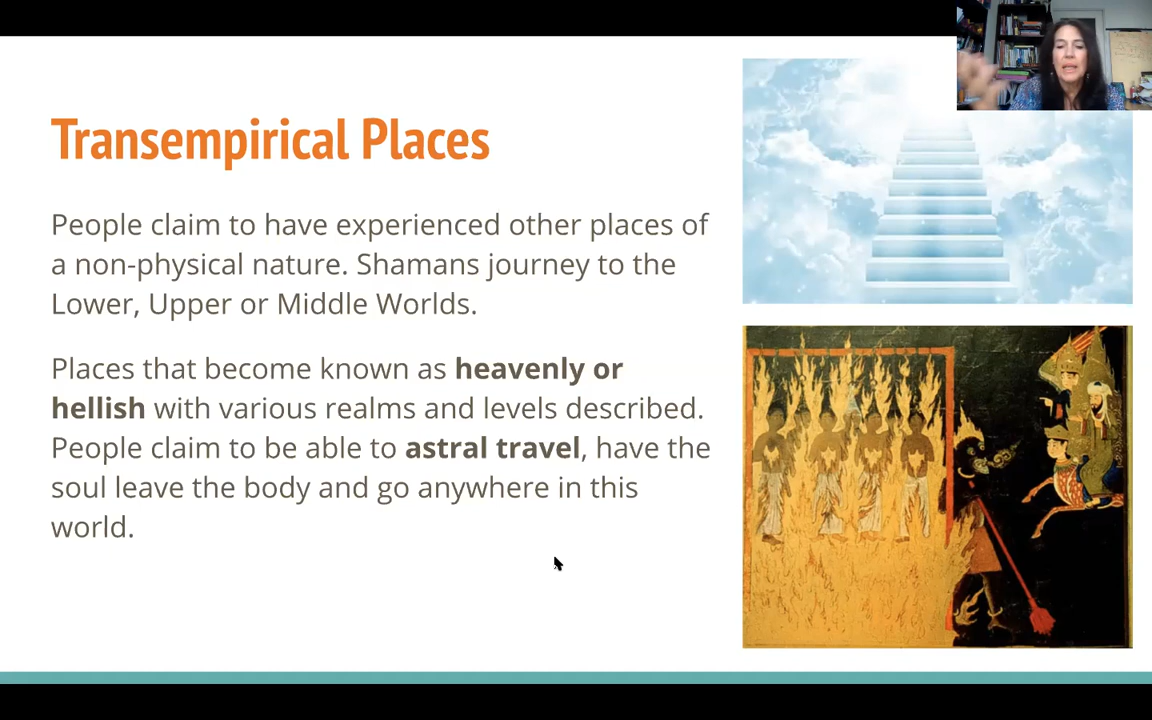 Transempirical Places
People claim to have experienced other places of
a non-physical nature. Shamans journey to the
Lower, Upper or Middle Worlds.
Places that become known as heavenly or
hellish with various realms and levels described.
People claim to be able to astral travel, have the
soul leave the body and go anywhere in this
world.